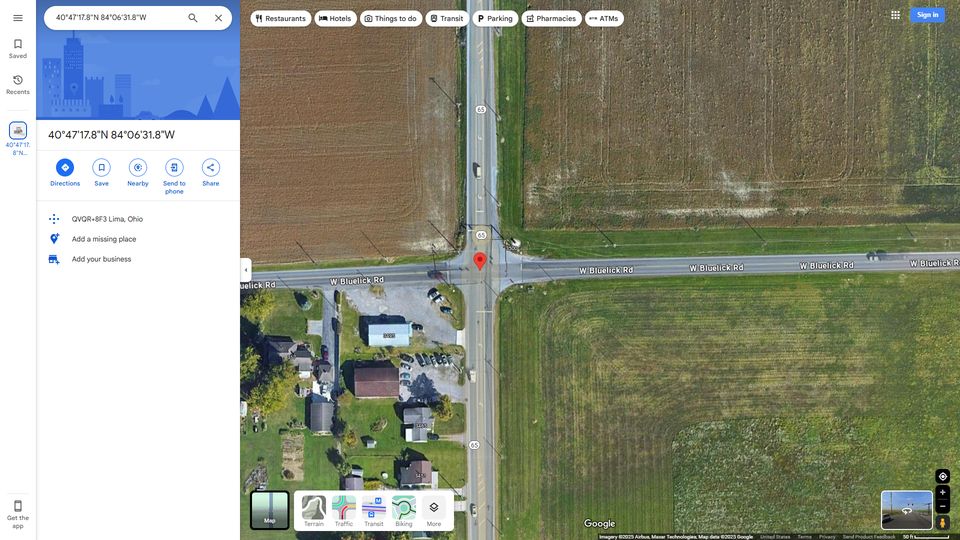 40°47'17.8"N 84°06'31.8"W
Restaurants
Hotels
Things to do
Transit
Parking
Pharmacies
ATMs
Sign in
Saved
Recents
40°47'17.
8"N...
40°47'17.8"N 84°06'31.8"W
Directions
Save
Nearby
Send to
phone
Share
QVQR+8F3 Lima, Ohio
Add a missing place
Add your business
65
65
W Bluelick Rd
W Bluelick Rd
W Bluelick Rd
W Bluelick Rd
uelick Rd
W Bluelick Rd
65
Get the
app
Map
Terrain
Traffic
Transit
Biking
More
Google
Imagery ©2025 Airbus, Maxar Technologies, Map data ©2025 Google
United States
Terms
Privacy
Send Product Feedback
50 ft